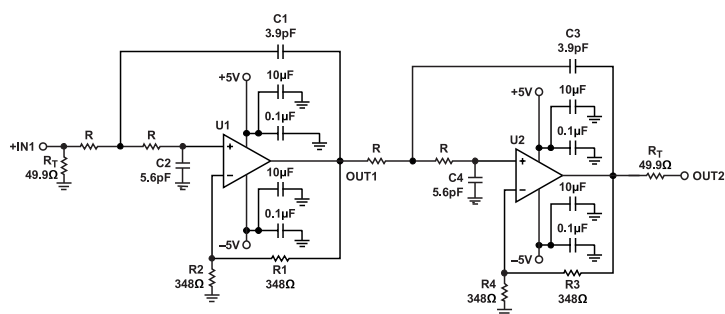 C1
3.9pF
C3
3.9pF
+5V
10µF
0.1µF
+5V
10µF
0.1µF
+IN1
R
R
U1
+
–
R
R
U2
+
–
RT
49.9Ω
C2
5.6pF
OUT1
C4
5.6pF
RT
49.9Ω
OUT2
10µF
0.1µF
–5V
10µF
0.1µF
–5V
R2
348Ω
R1
348Ω
R4
348Ω
R3
348Ω